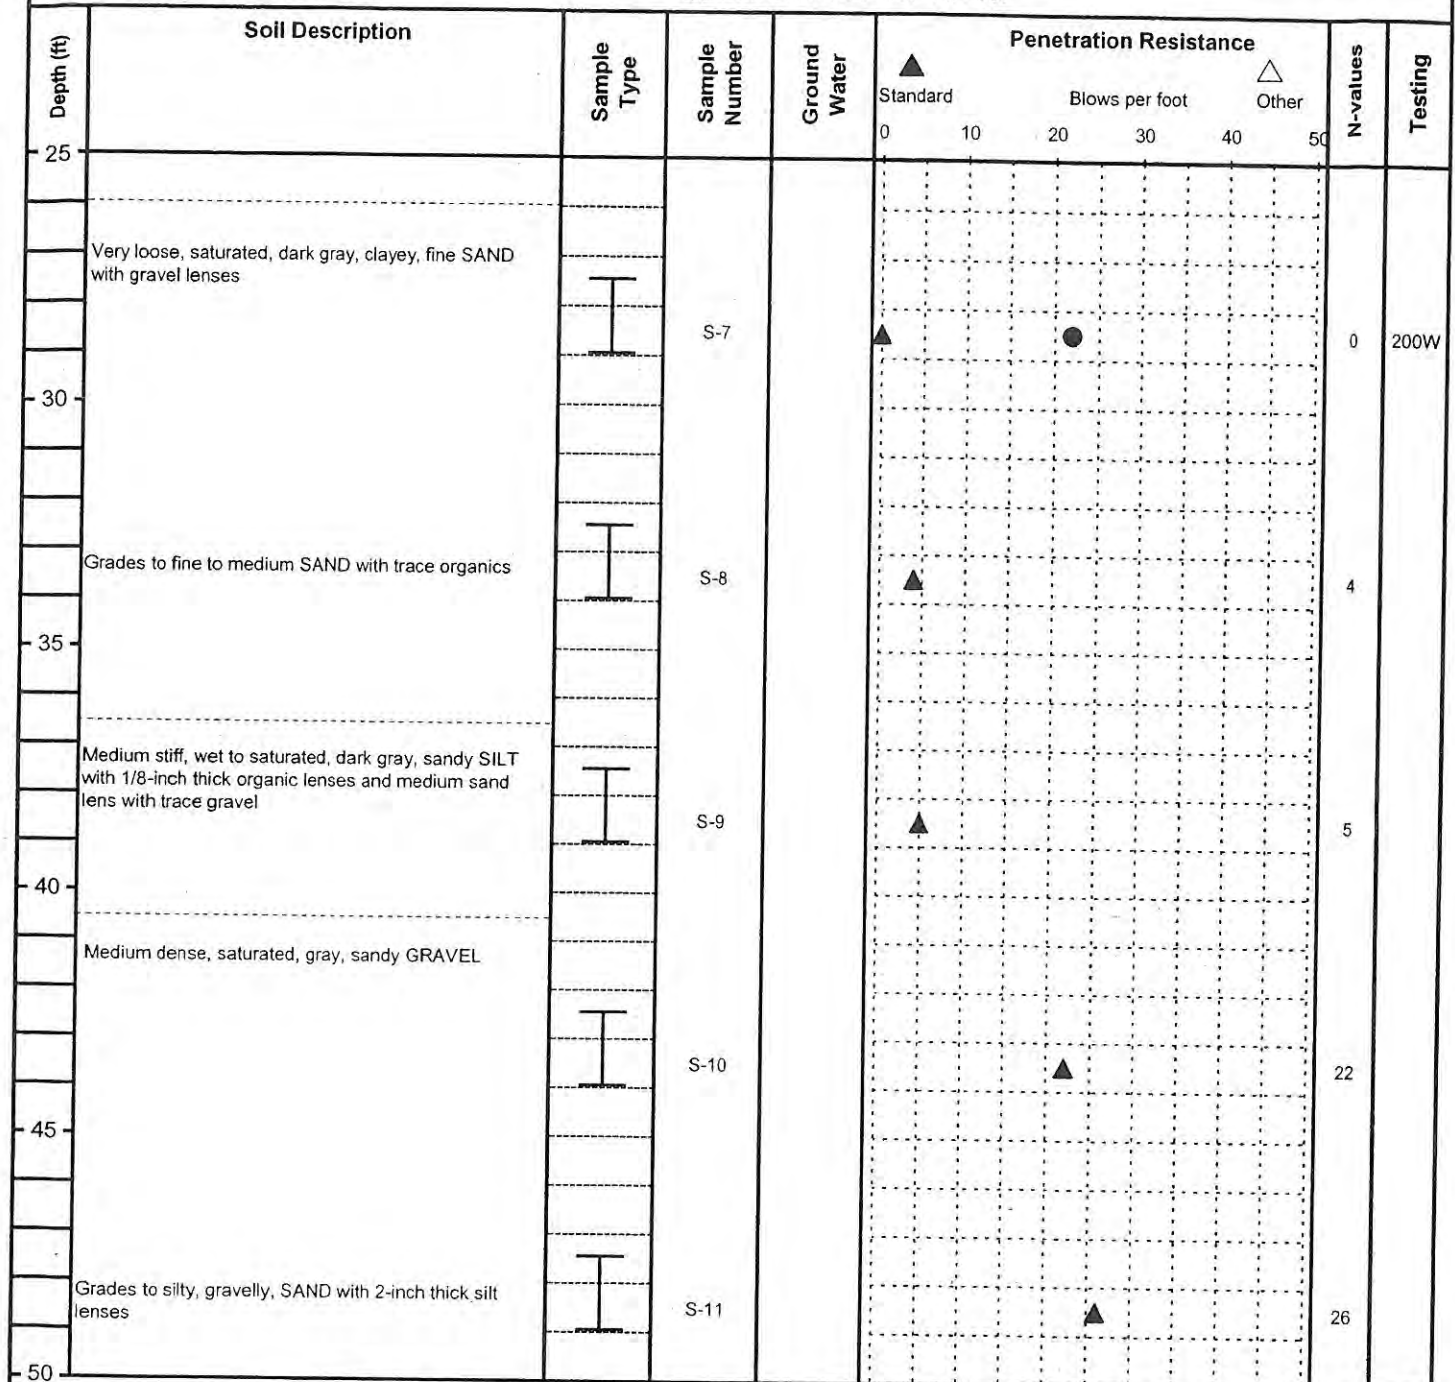 Depth (ft)
Soil Description
Sample
Type
Sample
Number
Ground
Water
Penetration Resistance
Standard
Blows per foot
Other
0 10 20 30 40 50
N-values
Testing
25
Very loose, saturated, dark gray, clayey, fine SAND
with gravel lenses
S-7
0
200W
30
Grades to fine to medium SAND with trace organics
S-8
4
35
Medium stiff, wet to saturated, dark gray, sandy SILT
with 1/8-inch thick organic lenses and medium sand
lens with trace gravel
S-9
5
40
Medium dense, saturated, gray, sandy GRAVEL
S-10
22
45
Grades to silty, gravelly, SAND with 2-inch thick silt
lenses
S-11
26
50